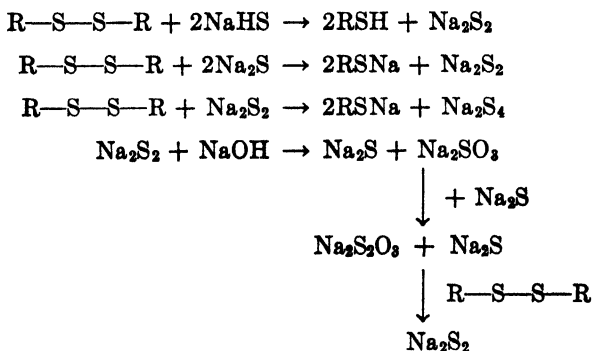 R—S—S—R + 2NaHS → 2RSH + Na₂S₂
R—S—S—R + 2Na₂S → 2RSNa + Na₂S₂
R—S—S—R + Na₂S₂ → 2RSNa + Na₂S₄
Na₂S₂ + NaOH → Na₂S + Na₂SO₃
↓ + Na₂S
Na₂S₂O₃ + Na₂S
↓ R—S—S—R
Na₂S₂